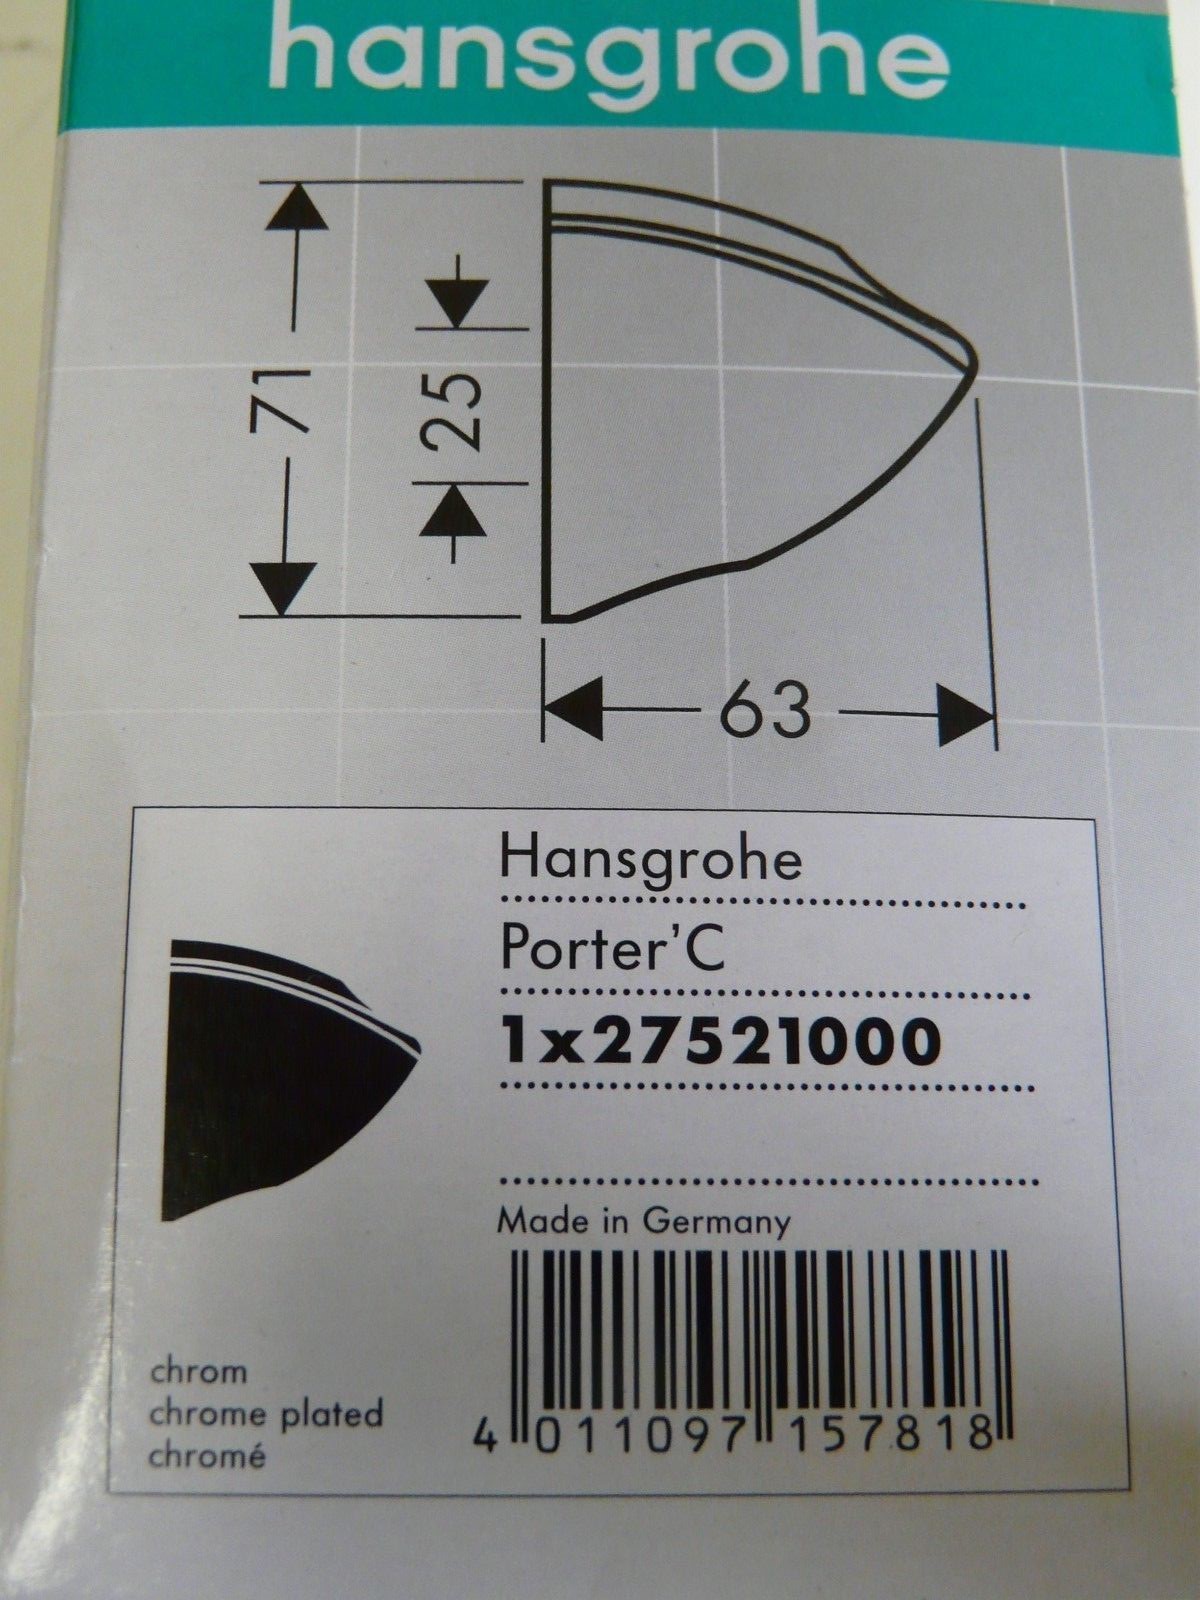 hansgrohe
71
25
63
Hansgrohe
Porter'C
1x27521000
Made in Germany
chrom
chrome plated
chromé
4 011097 157818